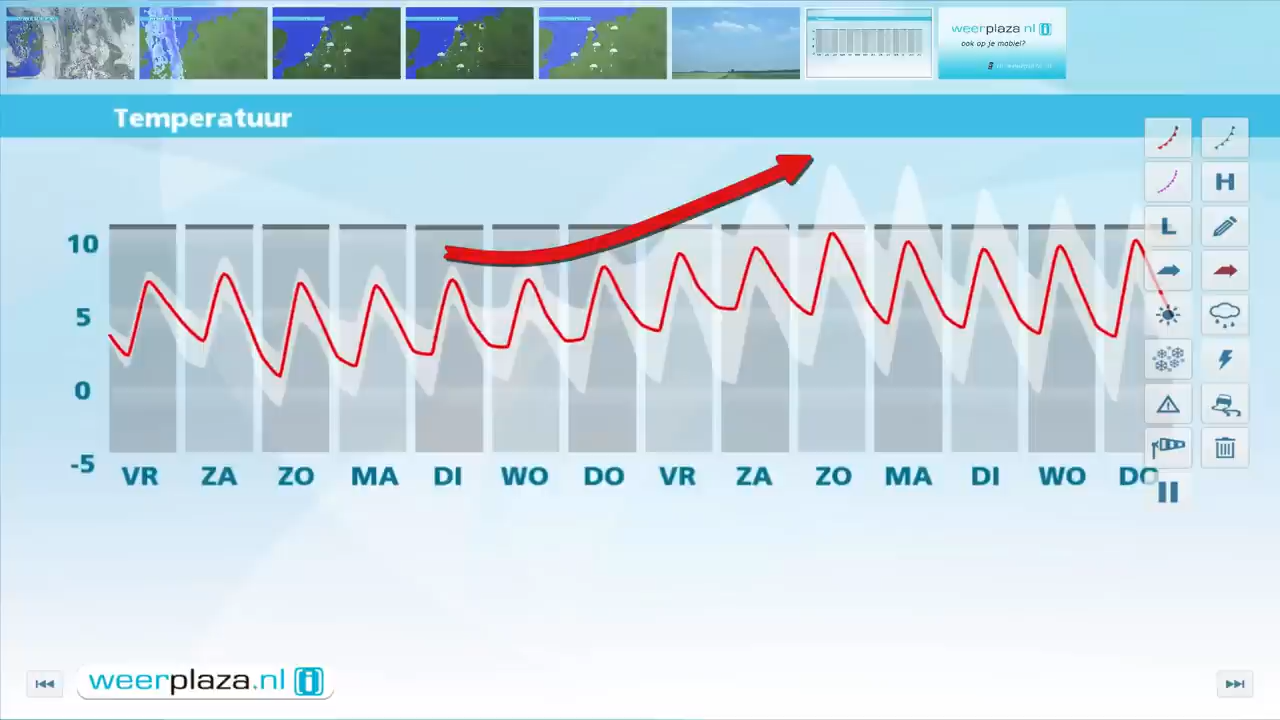 weerplaza.nl i
ook op je mobiel?
Temperatuur
H
L
10
5
0
-5
VR ZA ZO MA DI WO DO VR ZA ZO MA DI WO DO
weerplaza.nl i